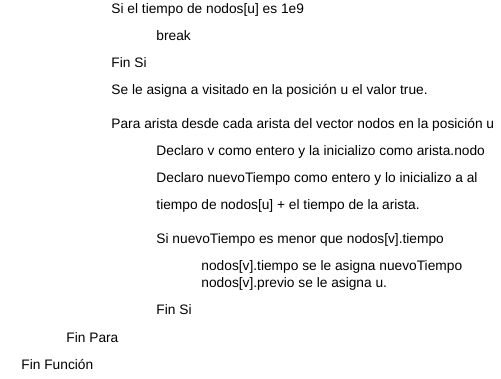 Si el tiempo de nodos[u] es 1e9
break
Fin Si
Se le asigna a visitado en la posición u el valor true.
Para arista desde cada arista del vector nodos en la posición u
Declaro v como entero y la inicializo como arista.nodo
Declaro nuevoTiempo como entero y lo inicializo a al
tiempo de nodos[u] + el tiempo de la arista.
Si nuevoTiempo es menor que nodos[v].tiempo
nodos[v].tiempo se le asigna nuevoTiempo
nodos[v].previo se le asigna u.
Fin Si
Fin Para
Fin Función